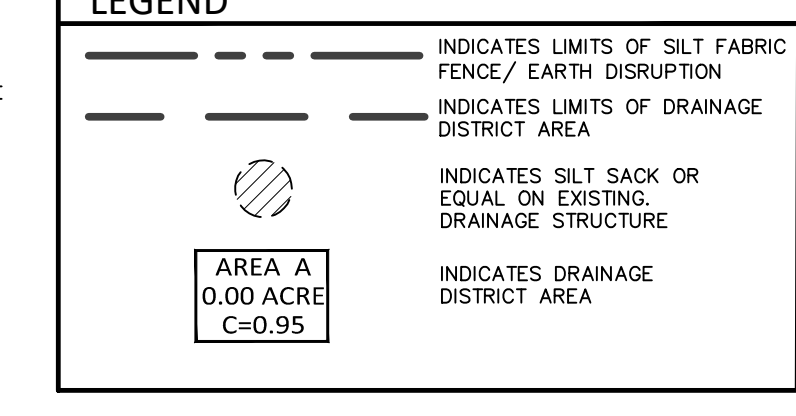 LEGEND
INDICATES LIMITS OF SILT FABRIC
FENCE/ EARTH DISRUPTION
INDICATES LIMITS OF DRAINAGE
DISTRICT AREA
INDICATES SILT SACK OR
EQUAL ON EXISTING.
DRAINAGE STRUCTURE
AREA A
0.00 ACRE
C=0.95
INDICATES DRAINAGE
DISTRICT AREA